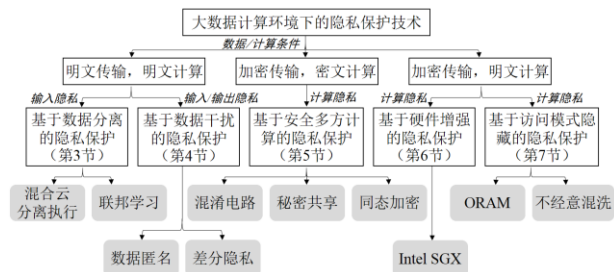 大数据计算环境下的隐私保护技术
数据/计算条件
明文传输，明文计算
加密传输，密文计算
加密传输，明文计算
输入隐私
输入/输出隐私
计算隐私
计算隐私
计算隐私
基于数据分离
的隐私保护
（第3节）
基于数据干扰
的隐私保护
（第4节）
基于安全多方计
算的隐私保护
（第5节）
基于硬件增强
的隐私保护
（第6节）
基于访问模式隐
藏的隐私保护
（第7节）
混合云
分离执行
联邦学习
混淆电路
秘密共享
同态加密
ORAM
不经意混洗
数据匿名
差分隐私
Intel SGX